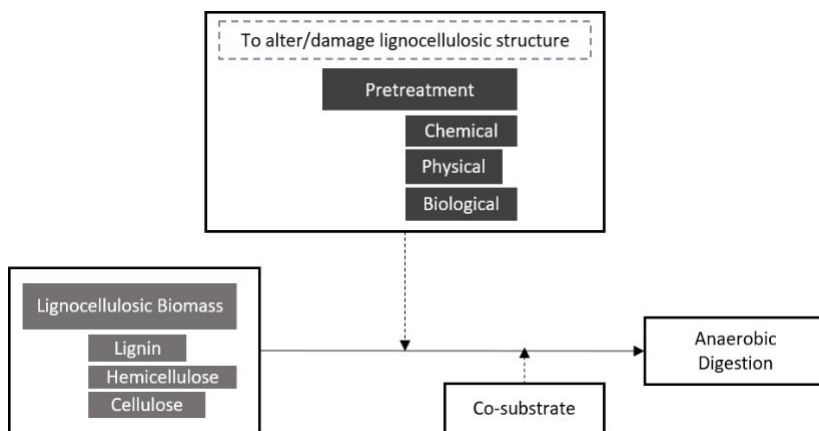 To alter/damage lignocellulosic structure
Pretreatment
Chemical
Physical
Biological
Lignocellulosic Biomass
Lignin
Hemicellulose
Cellulose
Co-substrate
Anaerobic
Digestion